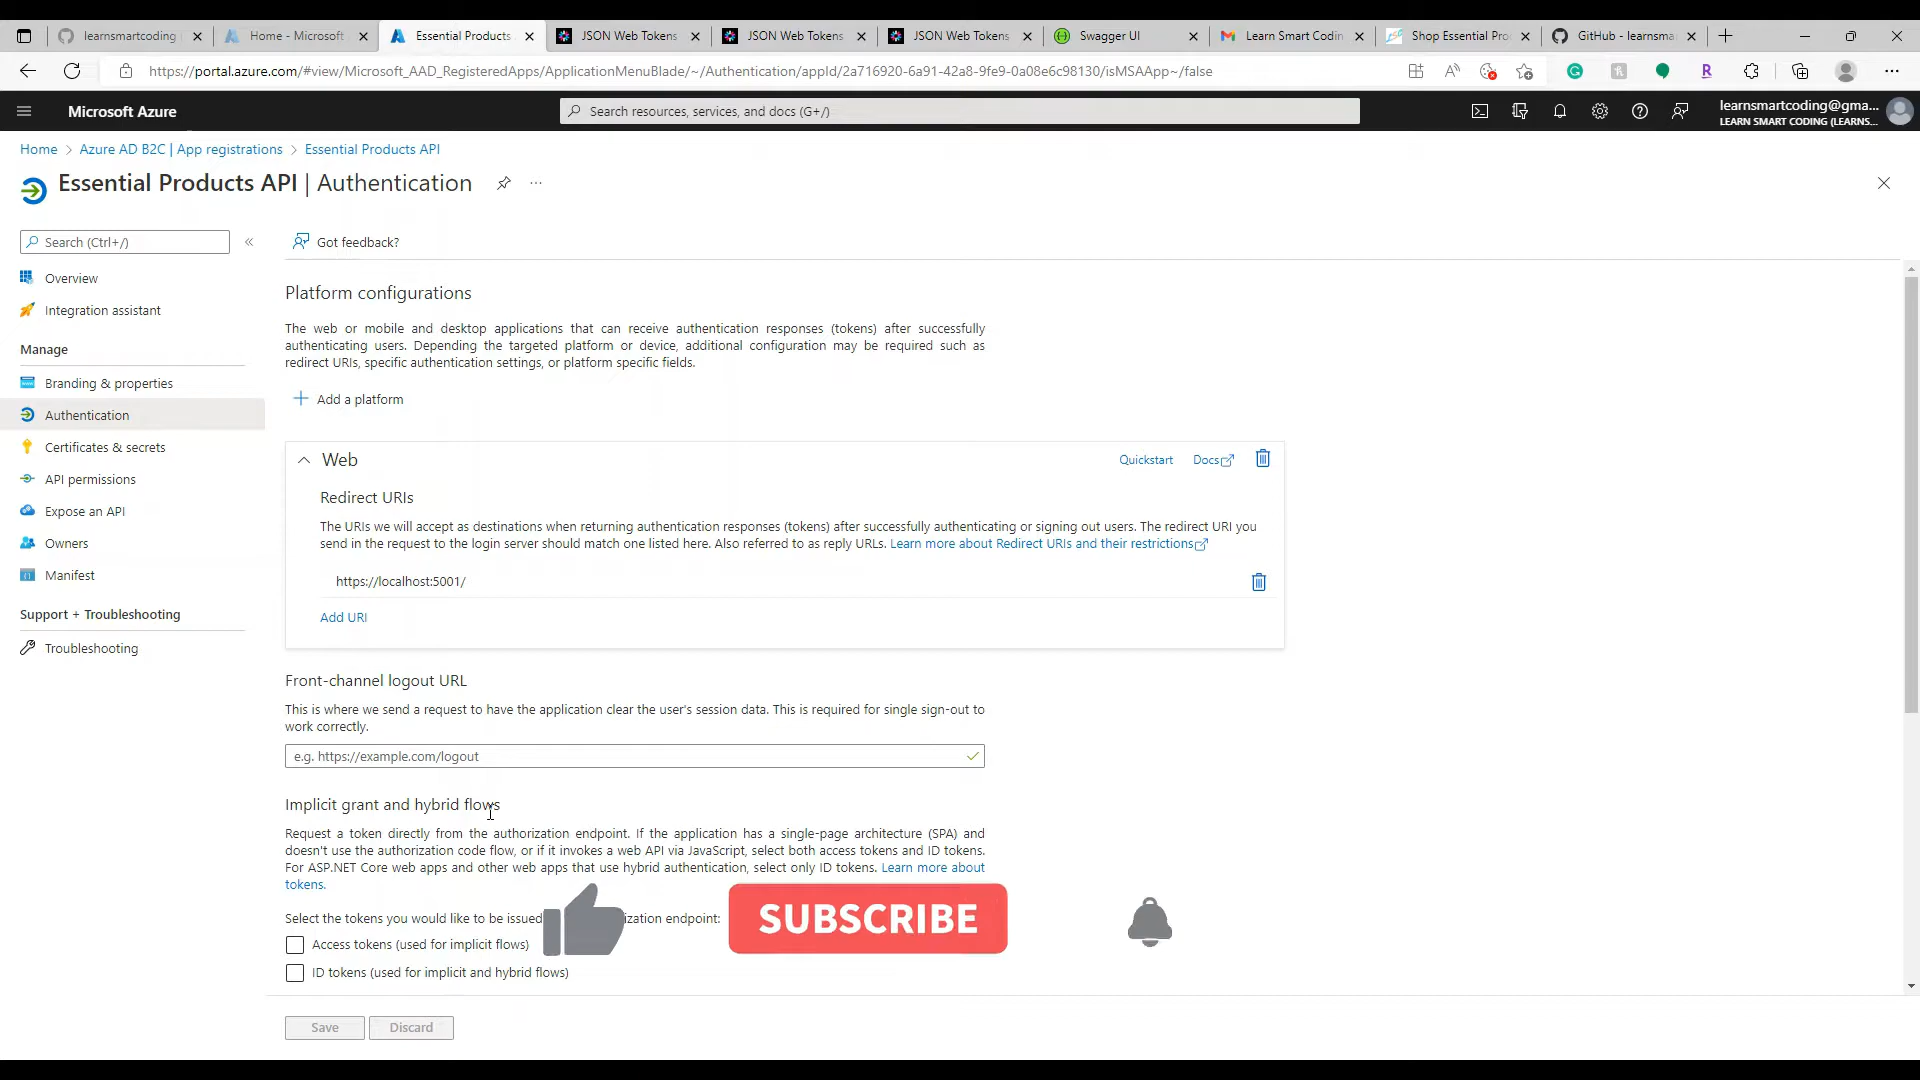 learnsmartcoding
Home - Microsoft
Essential Products
JSON Web Tokens
JSON Web Tokens
JSON Web Tokens
Swagger UI
Learn Smart Codin
Shop Essential Pro
GitHub - learnsma
https://portal.azure.com/#view/Microsoft_AAD_RegisteredApps/ApplicationMenuBlade/~/Authentication/appId/2a716920-6a91-42a8-9fe9-0a08e6c98130/isMSAApp~/false
Microsoft Azure
Search resources, services, and docs (G+/)
learnsmartcoding@gma...
LEARN SMART CODING (LEARNS...
Home > Azure AD B2C | App registrations > Essential Products API
Essential Products API | Authentication
Search (Ctrl+/)
Got feedback?
Overview
Integration assistant
Manage
Branding & properties
Authentication
Certificates & secrets
API permissions
Expose an API
Owners
Manifest
Support + Troubleshooting
Troubleshooting
Platform configurations
The web or mobile and desktop applications that can receive authentication responses (tokens) after successfully
authenticating users. Depending the targeted platform or device, additional configuration may be required such as
redirect URIs, specific authentication settings, or platform specific fields.
Add a platform
Web
Quickstart
Docs
Redirect URIs
The URIs we will accept as destinations when returning authentication responses (tokens) after successfully authenticating or signing out users. The redirect URI you
send in the request to the login server should match one listed here. Also referred to as reply URLs. Learn more about Redirect URIs and their restrictions
https://localhost:5001/
Add URI
Front-channel logout URL
This is where we send a request to have the application clear the user's session data. This is required for single sign-out to
work correctly.
e.g. https://example.com/logout
Implicit grant and hybrid flows
Request a token directly from the authorization endpoint. If the application has a single-page architecture (SPA) and
doesn't use the authorization code flow, or if it invokes a web API via JavaScript, select both access tokens and ID tokens.
For ASP.NET Core web apps and other web apps that use hybrid authentication, select only ID tokens. Learn more about
tokens.
Select the tokens you would like to be issued ization endpoint:
SUBSCRIBE
Access tokens (used for implicit flows)
ID tokens (used for implicit and hybrid flows)
Save
Discard